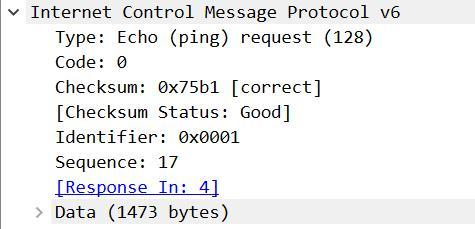 Internet Control Message Protocol v6
Type: Echo (ping) request (128)
Code: 0
Checksum: 0x75b1 [correct]
[Checksum Status: Good]
Identifier: 0x0001
Sequence: 17
[Response In: 4]
Data (1473 bytes)